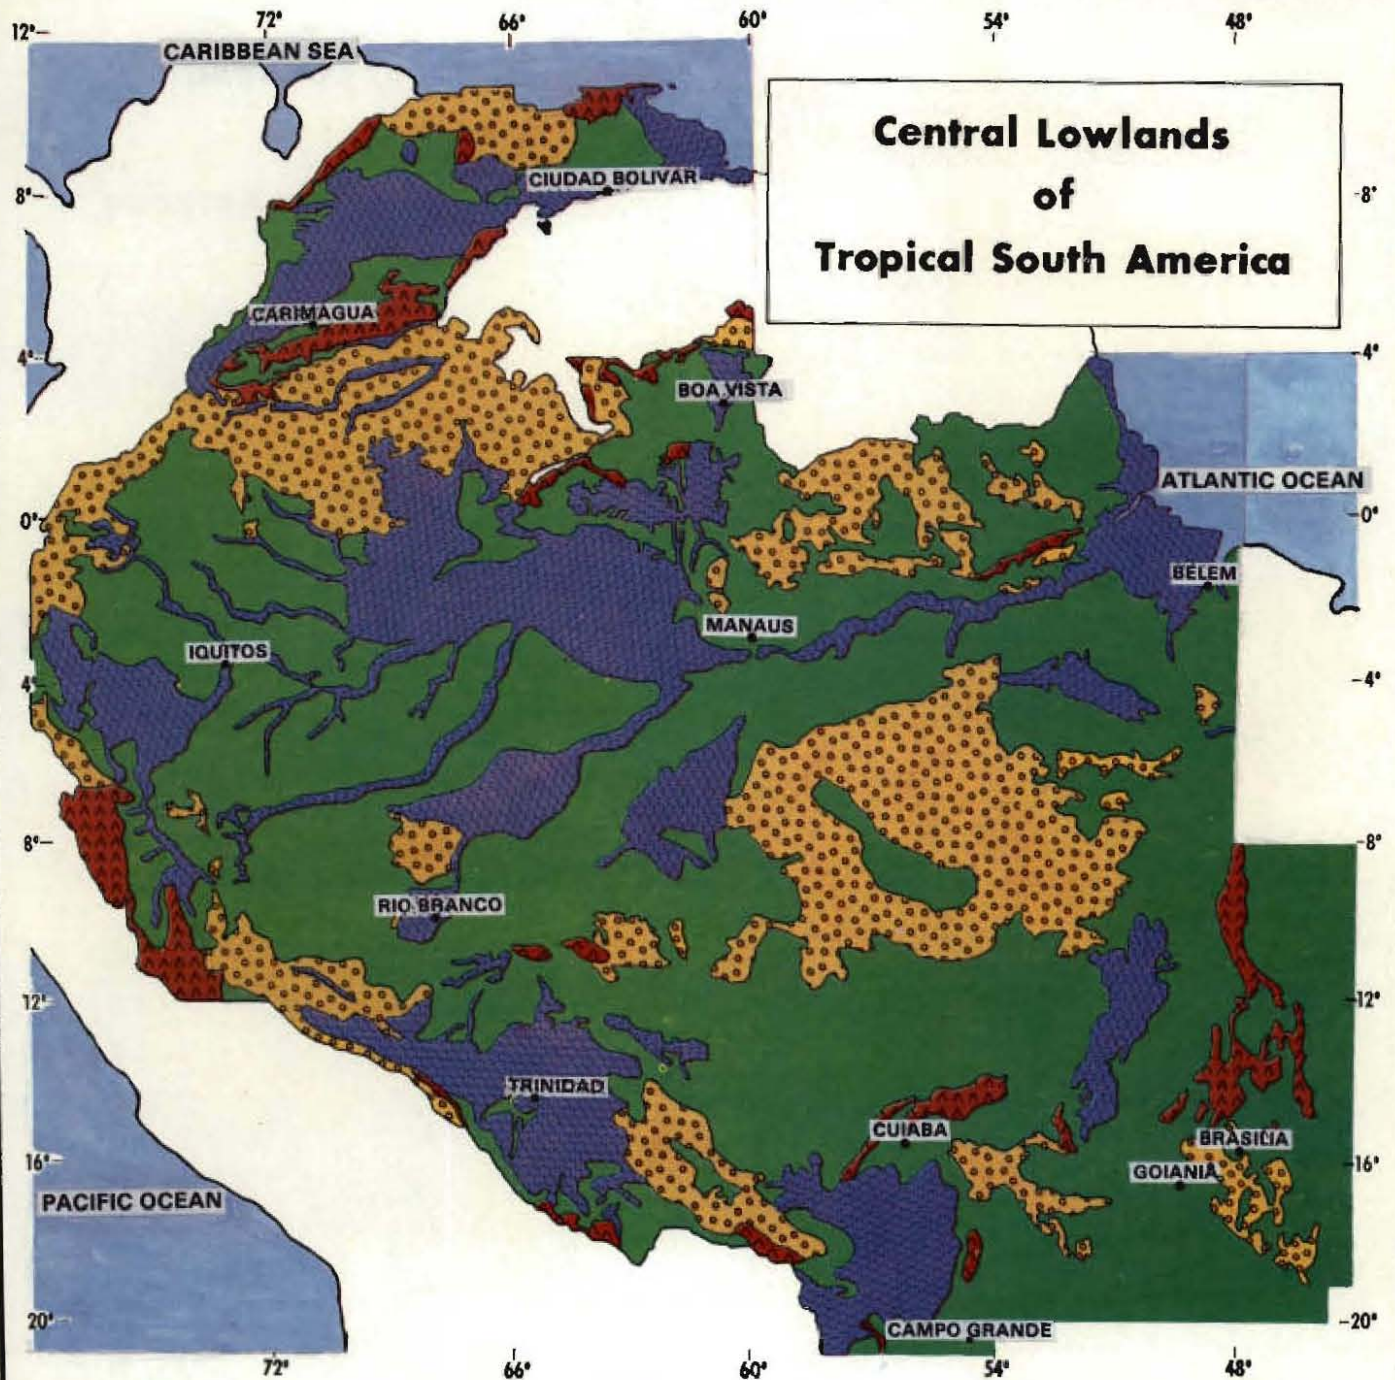 72° 66° 60° 54° 48°
12°
CARIBBEAN SEA
Central Lowlands
of
Tropical South America
CIUDAD BOLIVAR
8° 8°
CARIMAGUA
4° 4°
BOA VISTA
ATLANTIC OCEAN
0° 0°
BELEM
MANAUS
IQUITOS
4° 4°
8° 8°
RIO BRANCO
12° 12°
TRINIDAD
CUIABA
BRASILIA
16° 16°
GOIANIA
PACIFIC OCEAN
20° 20°
CAMPO GRANDE
72° 66° 60° 54° 48°